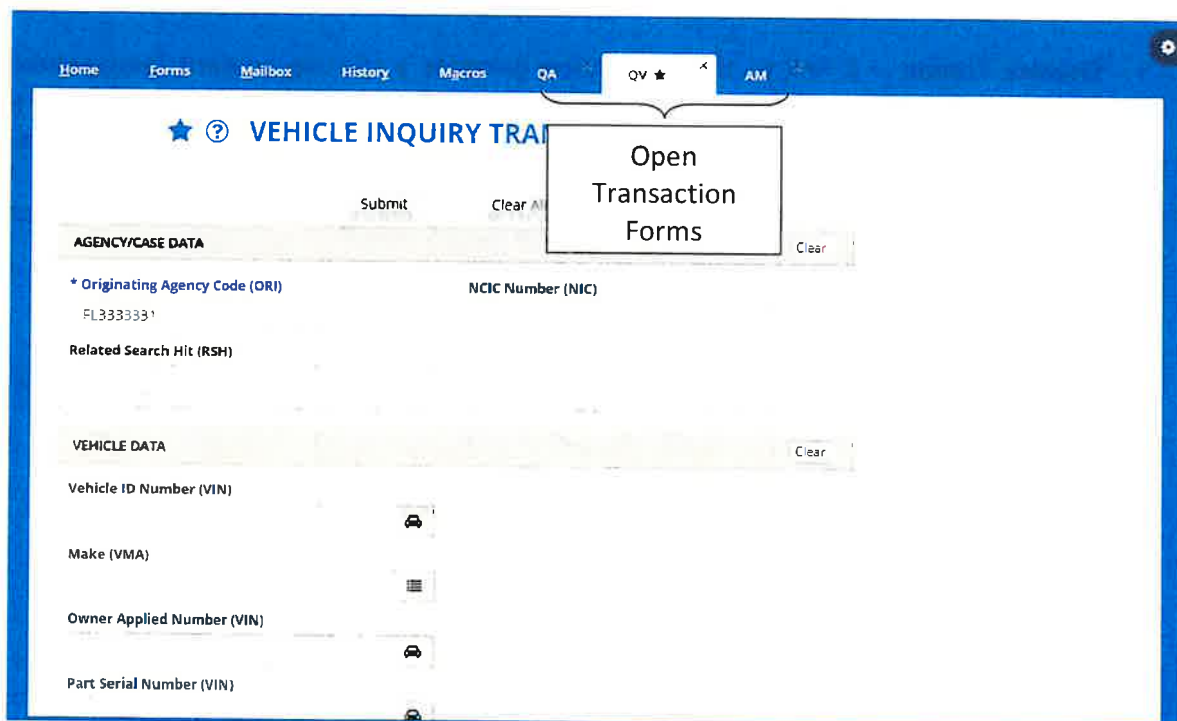 Home Forms Mailbox History Macros QA QV ★ AM
VEHICLE INQUIRY TRA
Open
Transaction
Forms
Submit Clear All
AGENCY/CASE DATA Clear
* Originating Agency Code (ORI) NCIC Number (NIC)
FL3333331
Related Search Hit (RSH)
VEHICLE DATA Clear
Vehicle ID Number (VIN)
Make (VMA)
Owner Applied Number (VIN)
Part Serial Number (VIN)